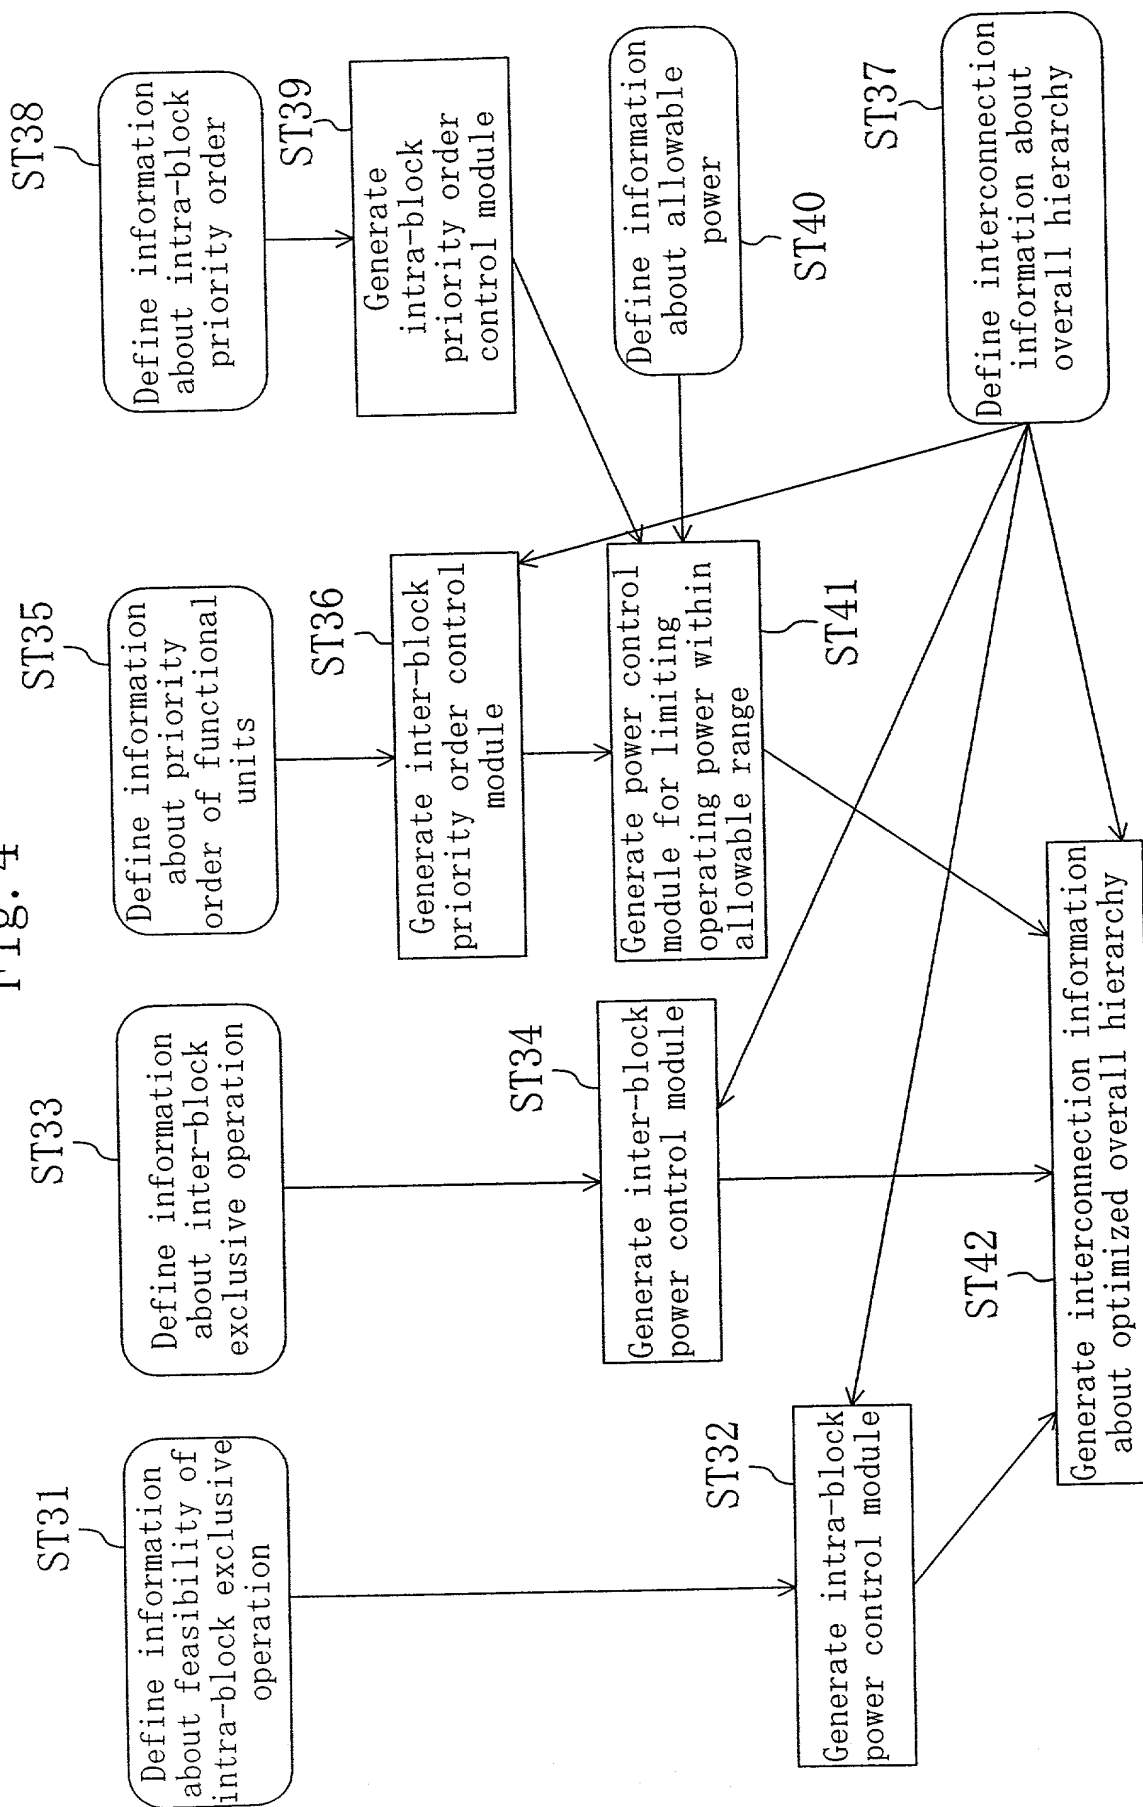 Fig. 4
ST31
Define information
about feasibility of
intra-block exclusive
operation
ST33
Define information
about inter-block
exclusive operation
ST35
Define information
about priority
order of functional
units
ST38
Define information
about intra-block
priority order
ST36
Generate inter-block
priority order control
module
ST39
Generate
intra-block
priority order
control module
ST34
Generate inter-block
power control module
ST41
Generate power control
module for limiting
operating power within
allowable range
ST40
Define information
about allowable
power
ST32
Generate intra-block
power control module
ST37
Define interconnection
information about
overall hierarchy
ST42
Generate interconnection information
about optimized overall hierarchy